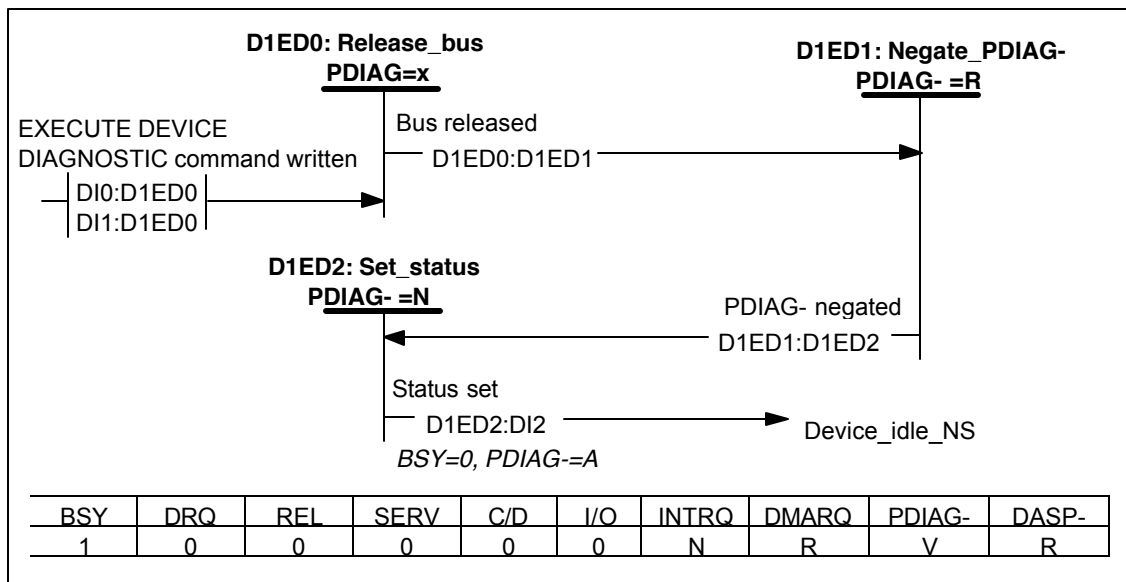 D1ED0: Release_bus
PDIAG=x
D1ED1: Negate_PDIAG-
PDIAG- =R
EXECUTE DEVICE
DIAGNOSTIC command written
DI0:D1ED0
DI1:D1ED0
Bus released
D1ED0:D1ED1
D1ED2: Set_status
PDIAG- =N
PDIAG- negated
D1ED1:D1ED2
Status set
D1ED2:DI2
Device_idle_NS
BSY=0, PDIAG-=A
BSY DRQ REL SERV C/D I/O INTRQ DMARQ PDIAG- DASP-
1 0 0 0 0 0 N R V R